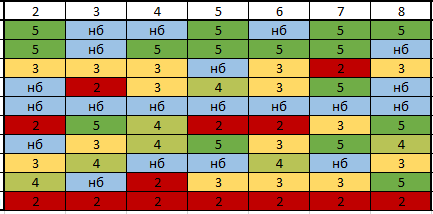 2 3 4 5 6 7 8
5 нб нб 5 нб 5 5
5 нб 5 5 5 5 нб
3 3 3 нб 3 2 3
нб 2 3 4 3 5 нб
нб нб нб нб нб нб нб
2 5 4 2 2 3 5
нб 3 4 5 3 5 4
3 4 нб нб 4 нб 3
4 нб 2 3 3 3 5
2 2 2 2 2 2 2